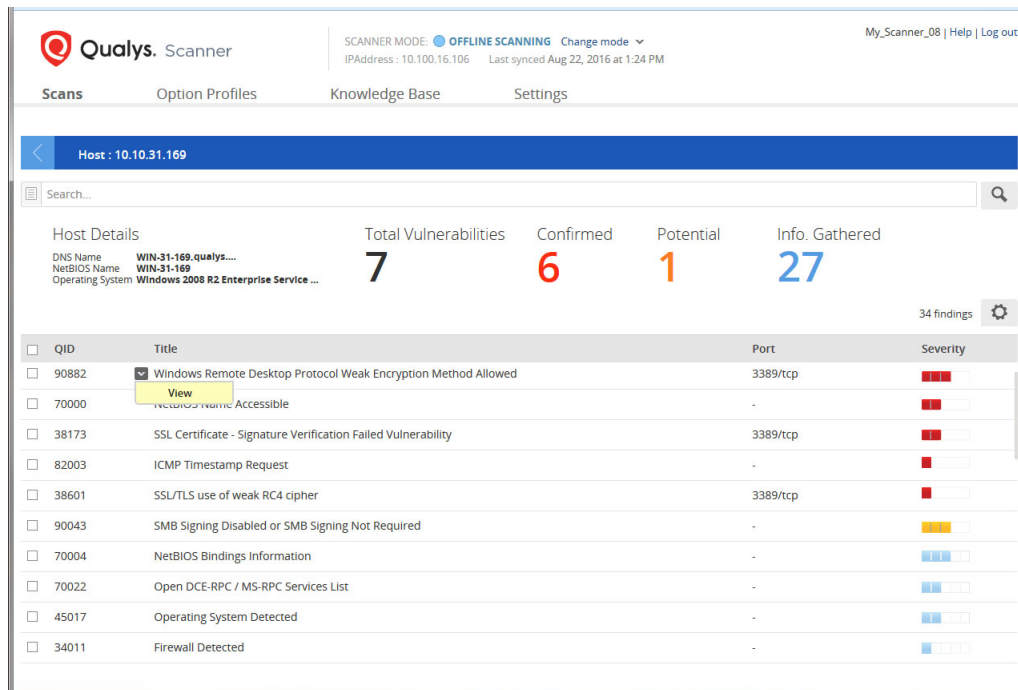 Qualys. Scanner
SCANNER MODE: OFFLINE SCANNING Change mode
IPAddress : 10.100.16.106 Last synced Aug 22, 2016 at 1:24 PM
My_Scanner_08 | Help | Log out
Scans Option Profiles Knowledge Base Settings
Host : 10.10.31.169
Search...
Host Details
DNS Name WIN-31-169.qualys....
NetBIOS Name WIN-31-169
Operating System Windows 2008 R2 Enterprise Service ...
Total Vulnerabilities Confirmed Potential Info. Gathered
7 6 1 27
34 findings
QID Title Port Severity
90882 Windows Remote Desktop Protocol Weak Encryption Method Allowed 3389/tcp
View
70000 NetBIOS Name Accessible -
38173 SSL Certificate - Signature Verification Failed Vulnerability 3389/tcp
82003 ICMP Timestamp Request -
38601 SSL/TLS use of weak RC4 cipher 3389/tcp
90043 SMB Signing Disabled or SMB Signing Not Required -
70004 NetBIOS Bindings Information -
70022 Open DCE-RPC / MS-RPC Services List -
45017 Operating System Detected -
34011 Firewall Detected -